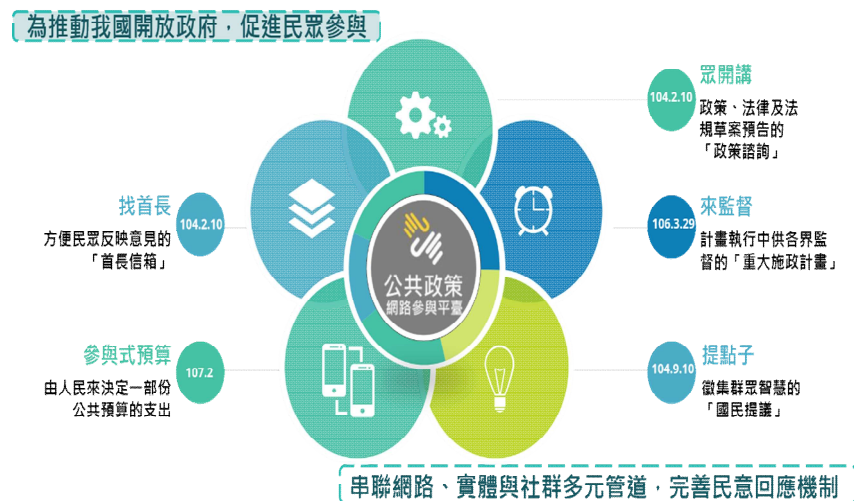 為推動我國開放政府，促進民眾參與
眾開講
104.2.10
政策、法律及法
規草案預告的
「政策諮詢」
找首長
104.2.10
方便民眾反映意見的
「首長信箱」
來監督
106.3.29
計畫執行中供各界監
督的「重大施政計畫」
公共政策
網路參與平臺
參與式預算
107.2
由人民來決定一部份
公共預算的支出
提點子
104.9.10
徵集群眾智慧的
「國民提議」
串聯網路、實體與社群多元管道，完善民意回應機制